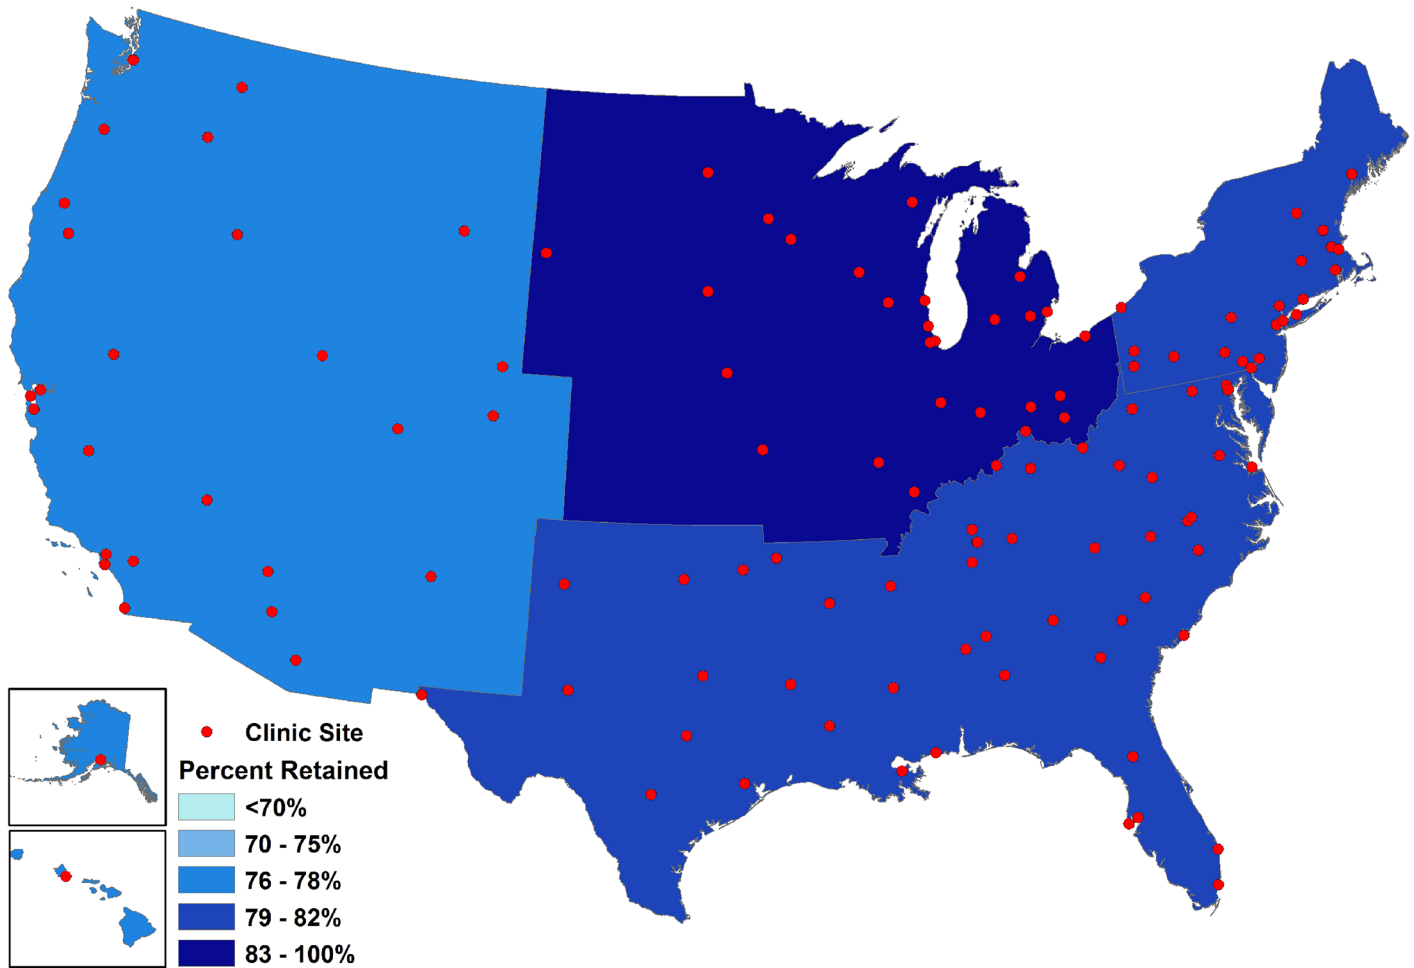 Clinic Site
Percent Retained
<70%
70 - 75%
76 - 78%
79 - 82%
83 - 100%